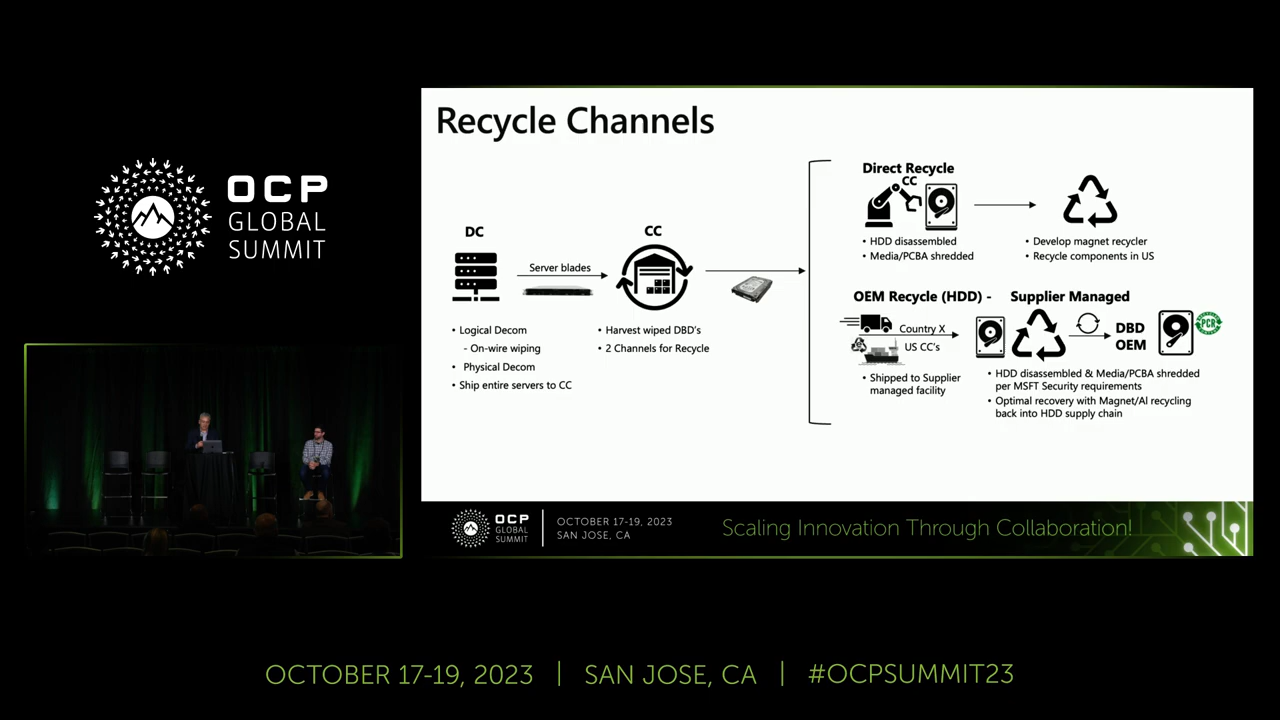 OCP
GLOBAL
SUMMIT
Recycle Channels
DC
Server blades
CC
• Logical Decom
- On-wire wiping
• Physical Decom
• Ship entire servers to CC
• Harvest wiped DBD's
• 2 Channels for Recycle
Direct Recycle
CC
• HDD disassembled
• Media/PCBA shredded
• Develop magnet recycler
• Recycle components in US
OEM Recycle (HDD) - Supplier Managed
Country X
US CC's
• Shipped to Supplier
managed facility
DBD
OEM
PCR
• HDD disassembled & Media/PCBA shredded
per MSFT Security requirements
• Optimal recovery with Magnet/Al recycling
back into HDD supply chain
OCP
GLOBAL
SUMMIT
OCTOBER 17-19, 2023
SAN JOSE, CA
Scaling Innovation Through Collaboration!
OCTOBER 17-19, 2023 | SAN JOSE, CA | #OCPSUMMIT23